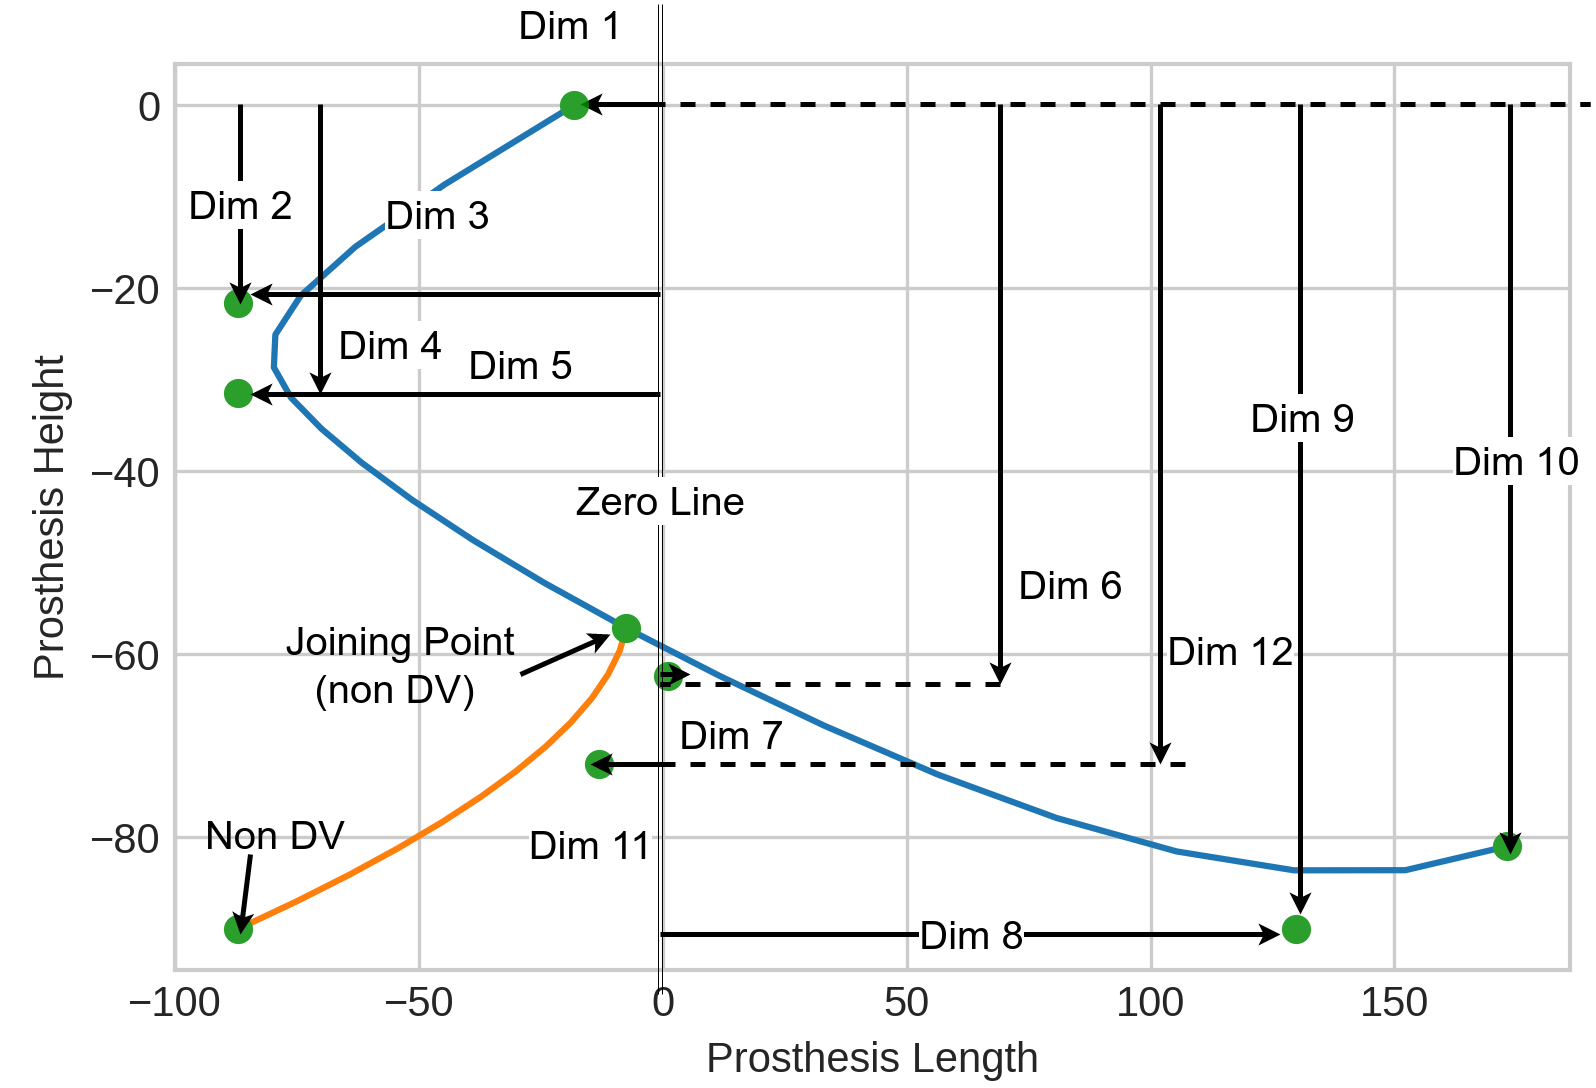 Dim 1
0
Dim 2
Dim 3
−20
Dim 4
Dim 5
Dim 9
Dim 10
−40
Zero Line
Prosthesis Height
Dim 6
Joining Point
(non DV)
−60
Dim 12
Dim 7
Non DV
−80
Dim 11
Dim 8
−100
−50
0
50
100
150
Prosthesis Length